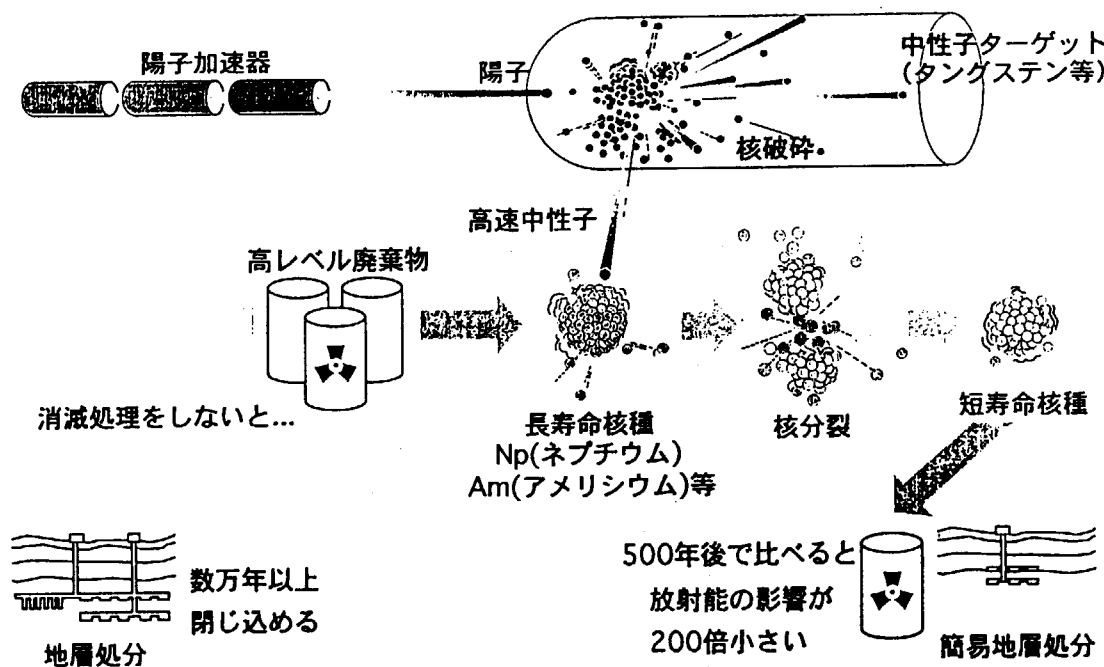 陽子加速器
陽子
中性子ターゲット
(タングステン等)
核破砕
高速中性子
高レベル廃棄物
消滅処理をしないと...
長寿命核種
Np(ネプチウム)
Am(アメリシウム)等
核分裂
短寿命核種
数万年以上
閉じ込める
地層処分
500年後で比べると
放射能の影響が
200倍小さい
簡易地層処分